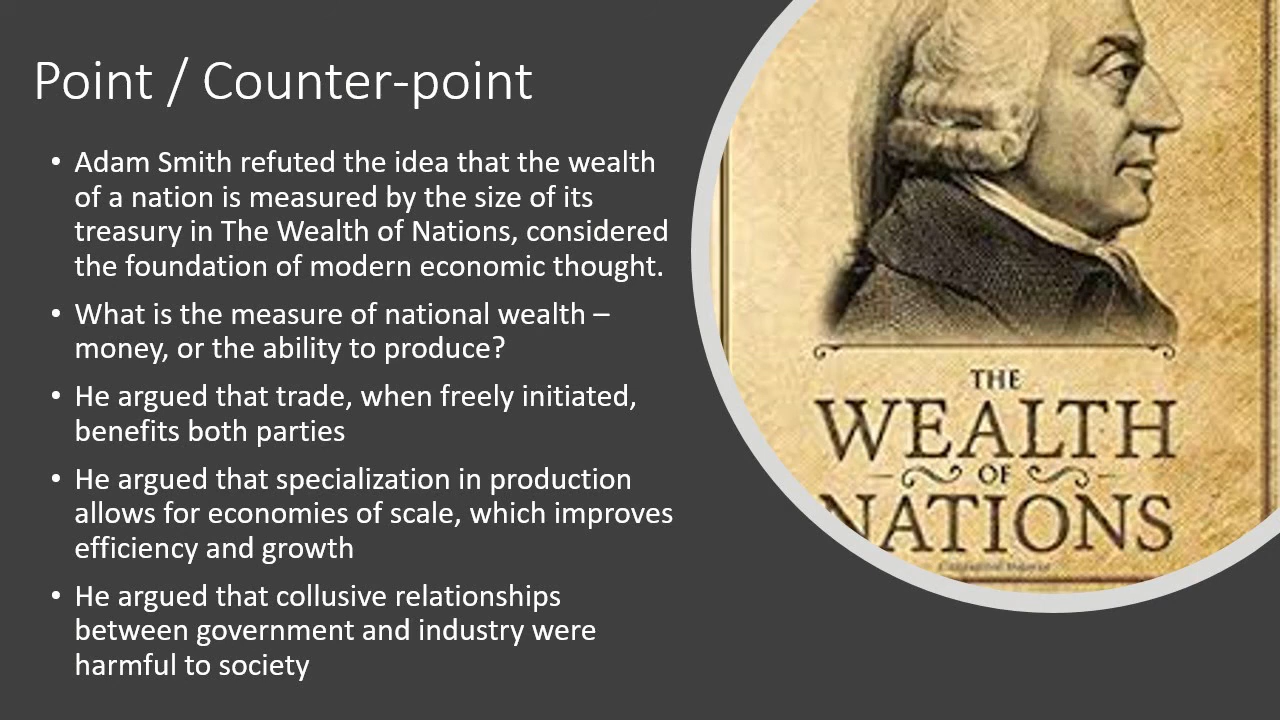 Point / Counter-point
• Adam Smith refuted the idea that the wealth
of a nation is measured by the size of its
treasury in The Wealth of Nations, considered
the foundation of modern economic thought.
• What is the measure of national wealth –
money, or the ability to produce?
• He argued that trade, when freely initiated,
benefits both parties
• He argued that specialization in production
allows for economies of scale, which improves
efficiency and growth
• He argued that collusive relationships
between government and industry were
harmful to society
THE
WEALTH
OF
NATIONS